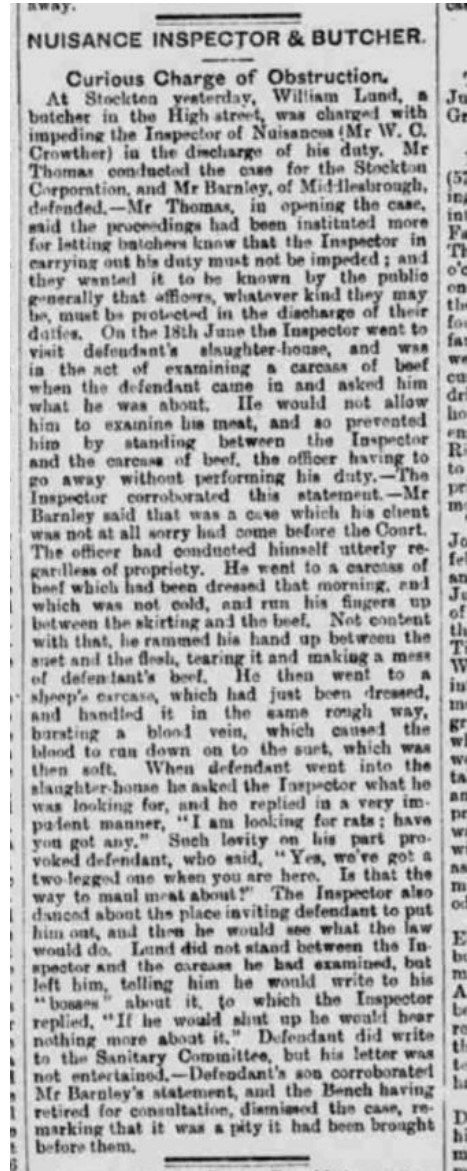 NUISANCE INSPECTOR & BUTCHER.
Curious Charge of Obstruction.
At Stockton yesterday, William Lund, a
butcher in the High street, was charged with
impeding the Inspector of Nuisances (Mr W. C.
Crowther) in the discharge of his duty. Mr
Thomas conducted the case for the Stockton
Corporation, and Mr Barnley, of Middlesbrough,
defended.—Mr Thomas, in opening the case,
said the proceedings had been instituted more
for letting butchers know that the Inspector in
carrying out his duty must not be impeded; and
they wanted it to be known by the public
generally that officers, whatever kind they may
be, must be protected in the discharge of their
duties. On the 18th June the Inspector went to
visit defendant's slaughter-house, and was
in the act of examining a carcass of beef
when the defendant came in and asked him
what he was about. He would not allow
him to examine his meat, and so prevented
him by standing between the Inspector
and the carcass of beef, the officer having to
go away without performing his duty.—The
Inspector corroborated this statement.—Mr
Barnley said that was a case which his client
was not at all sorry had come before the Court.
The officer had conducted himself utterly re-
gardless of propriety. He went to a carcass of
beef which had been dressed that morning, and
which was not cold, and run his fingers up
between the skirting and the beef. Not content
with that, he rammed his hand up between the
suet and the flesh, tearing it and making a mess
of defendant's beef. He then went to a
sheep's carcase, which had just been dressed,
and handled it in the same rough way,
bursting a blood vein, which caused the
blood to run down on to the suet, which was
then soft. When defendant went into the
slaughter-house he asked the Inspector what he
was looking for, and he replied in a very im-
pudent manner, "I am looking for rats; have
you got any." Such levity on his part pro-
voked defendant, who said, "Yes, we've got a
two-legged one when you are here. Is that the
way to maul meat about?" The Inspector also
danced about the place inviting defendant to put
him out, and then he would see what the law
would do. Lund did not stand between the In-
spector and the carcass he had examined, but
left him, telling him he would write to his
"bosses" about it, to which the Inspector
replied, "If he would shut up he would hear
nothing more about it." Defendant did write
to the Sanitary Committee, but his letter was
not entertained.—Defendant's son corroborated
Mr Barnley's statement, and the Bench having
retired for consultation, dismissed the case, re-
marking that it was a pity it had been brought
before them.